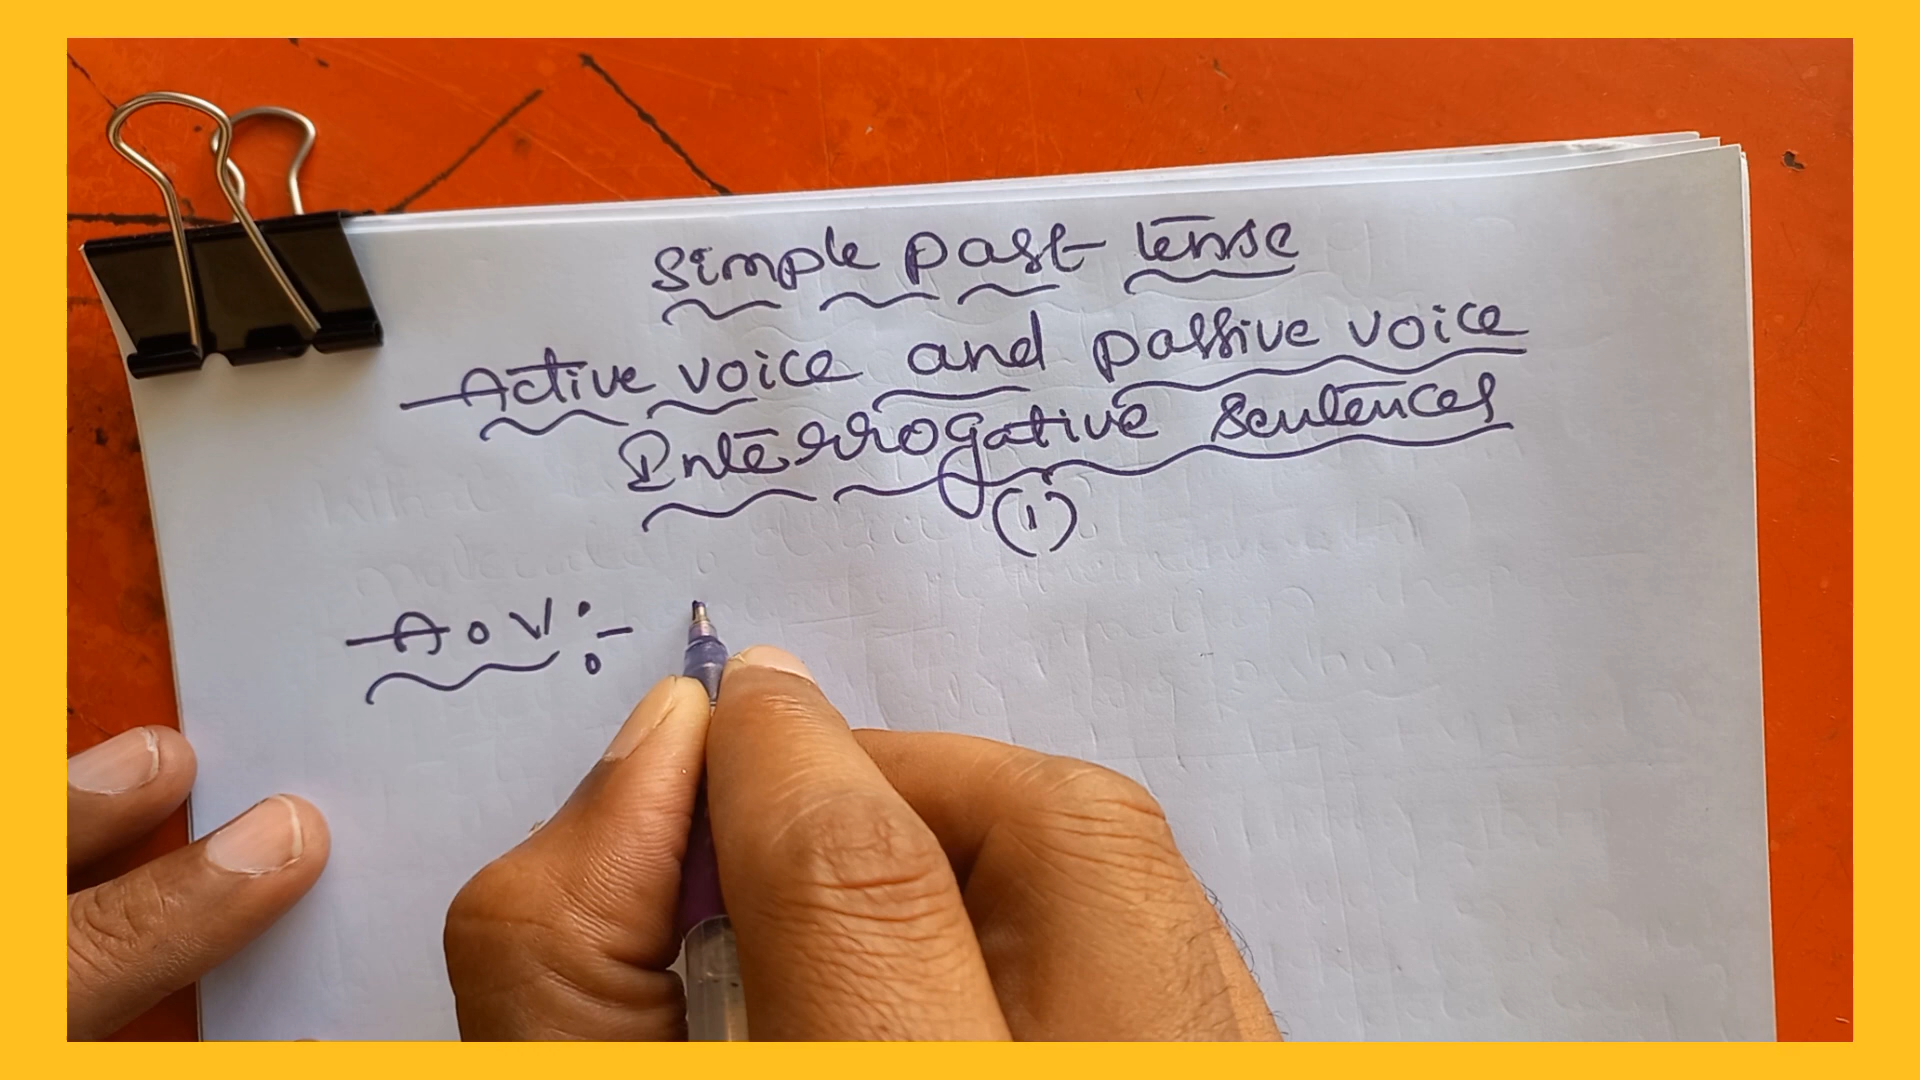 Simple past tense
Active voice and passive voice
Interrogative sentences
(1)
A.V:-